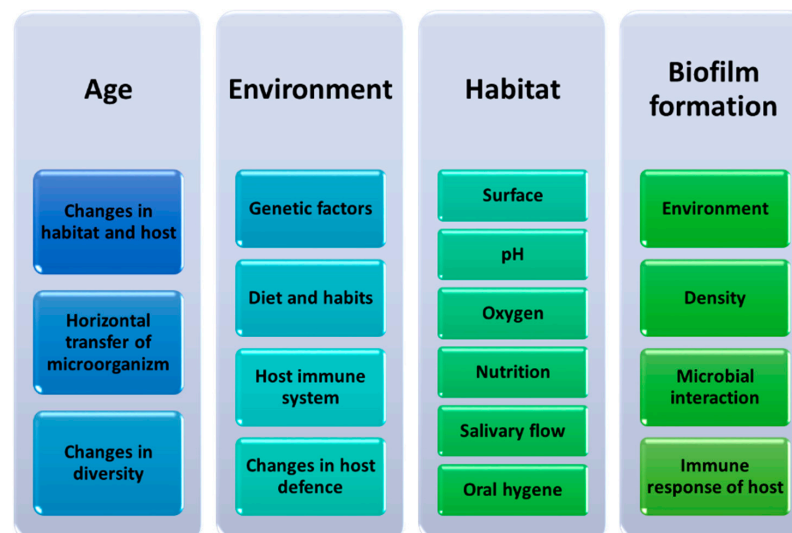 Age
Changes in
habitat and host
Horizontal
transfer of
microorganizm
Changes in
diversity
Environment
Genetic factors
Diet and habits
Host immune
system
Changes in host
defence
Habitat
Surface
pH
Oxygen
Nutrition
Salivary flow
Oral hygene
Biofilm
formation
Environment
Density
Microbial
interaction
Immune
response of host